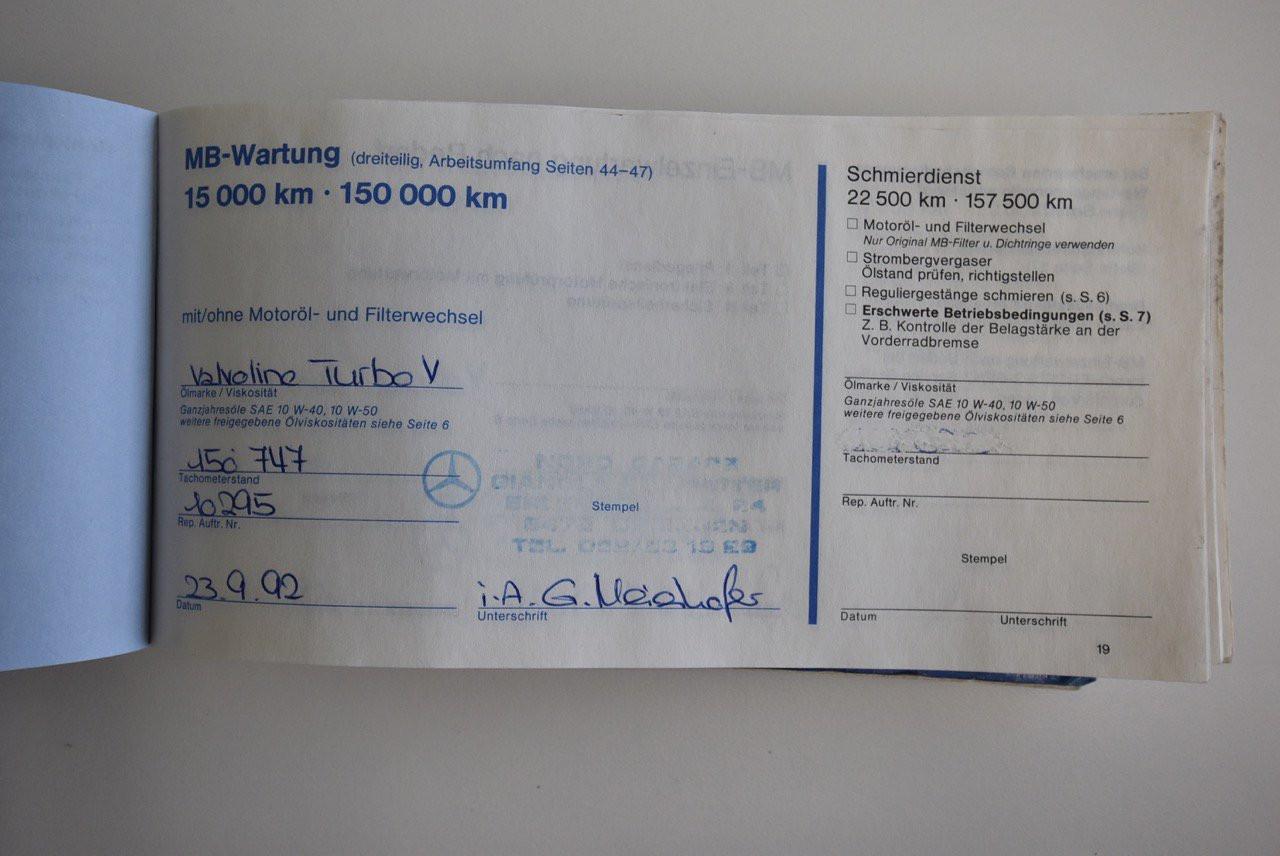 MB-Wartung (dreiteilig, Arbeitsumfang Seiten 44–47)
15 000 km · 150 000 km
mit/ohne Motoröl- und Filterwechsel
Valvoline Turbo V
Ölmarke / Viskosität
Ganzjahresöle SAE 10 W-40, 10 W-50
weitere freigegebene Ölviskositäten siehe Seite 6
150 747
Tachometerstand
10295
Rep. Auftr. Nr.
Stempel
TEL.
23.9.92
Datum
i.A. G.
Unterschrift
Schmierdienst
22 500 km · 157 500 km
Motoröl- und Filterwechsel
Nur Original MB-Filter u. Dichtringe verwenden
Strombergvergaser
Ölstand prüfen, richtigstellen
Reguliergestänge schmieren (s. S. 6)
Erschwerte Betriebsbedingungen (s. S. 7)
Z. B. Kontrolle der Belagstärke an der
Vorderradbremse
Ölmarke / Viskosität
Ganzjahresöle SAE 10 W-40, 10 W-50
weitere freigegebene Ölviskositäten siehe Seite 6
Tachometerstand
Rep. Auftr. Nr.
Stempel
Datum Unterschrift
19